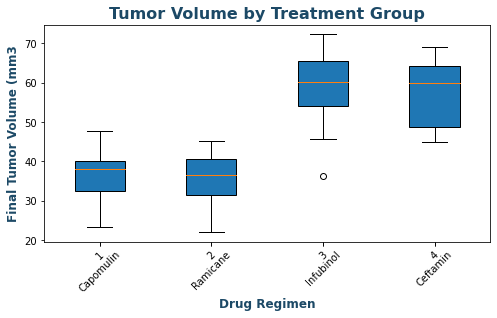 Tumor Volume by Treatment Group
Final Tumor Volume (mm3
70
60
50
40
30
20
1
Capomulin
2
Ramicane
3
Infubinol
4
Ceftamin
Drug Regimen